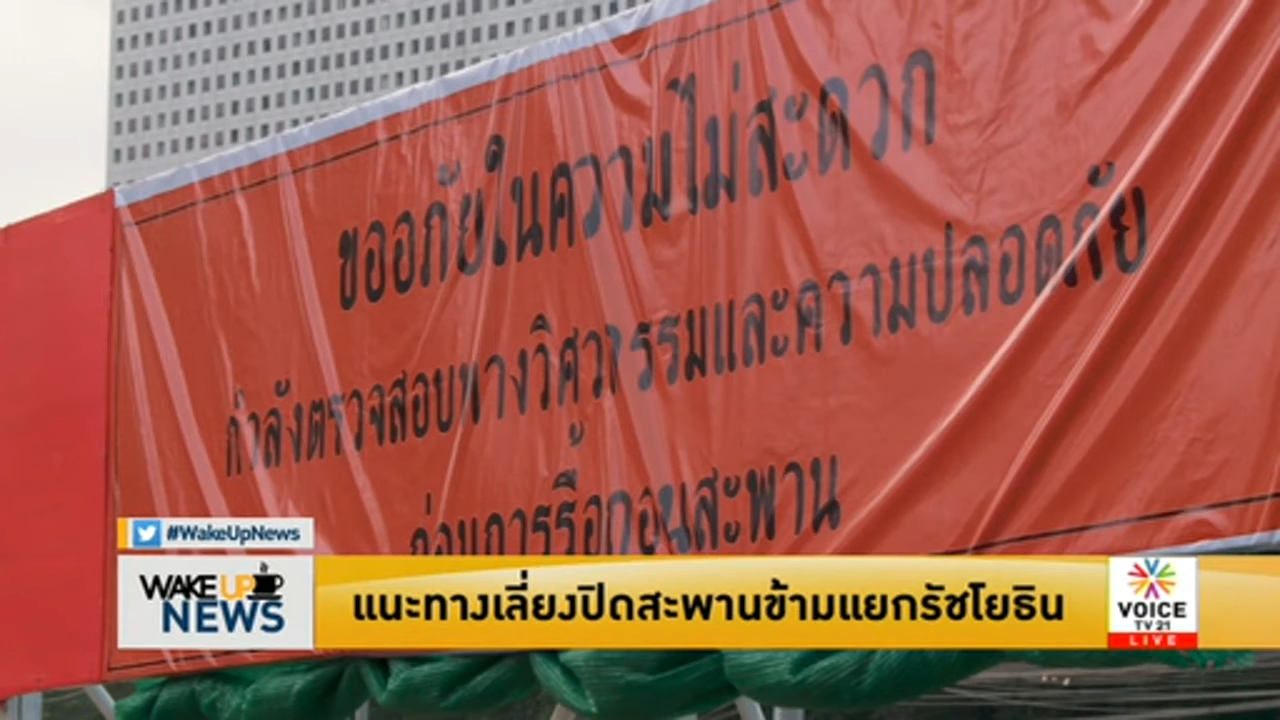 ขออภัยในความไม่สะดวก
กำลังตรวจสอบทางวิศวกรรมและความปลอดภัย
ก่อนการรื้อถอนสะพาน
#WakeUpNews
WAKE UP
NEWS
แนะทางเลี่ยงปิดสะพานข้ามแยกรัชโยธิน
VOICE
TV 21
LIVE